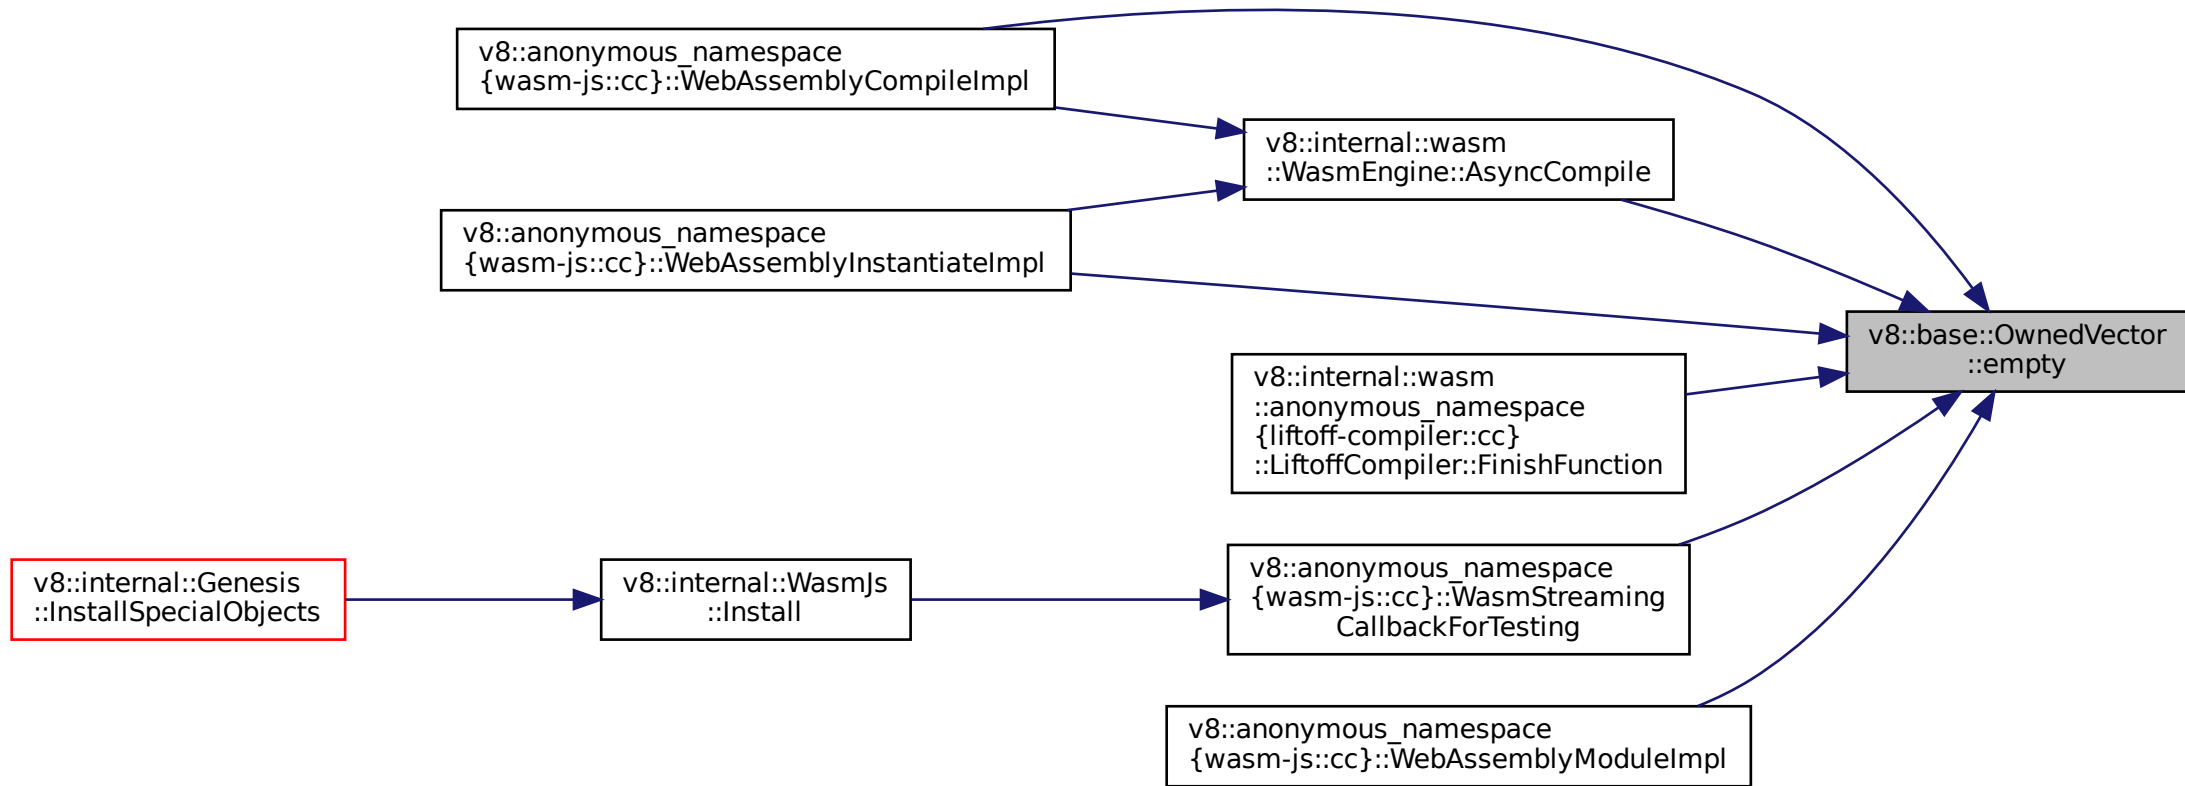 v8::anonymous_namespace
{wasm-js::cc}::WebAssemblyCompileImpl
v8::internal::wasm
::WasmEngine::AsyncCompile
v8::anonymous_namespace
{wasm-js::cc}::WebAssemblyInstantiateImpl
v8::base::OwnedVector
::empty
v8::internal::wasm
::anonymous_namespace
{liftoff-compiler::cc}
::LiftoffCompiler::FinishFunction
v8::internal::Genesis
::InstallSpecialObjects
v8::internal::WasmJs
::Install
v8::anonymous_namespace
{wasm-js::cc}::WasmStreaming
CallbackForTesting
v8::anonymous_namespace
{wasm-js::cc}::WebAssemblyModuleImpl